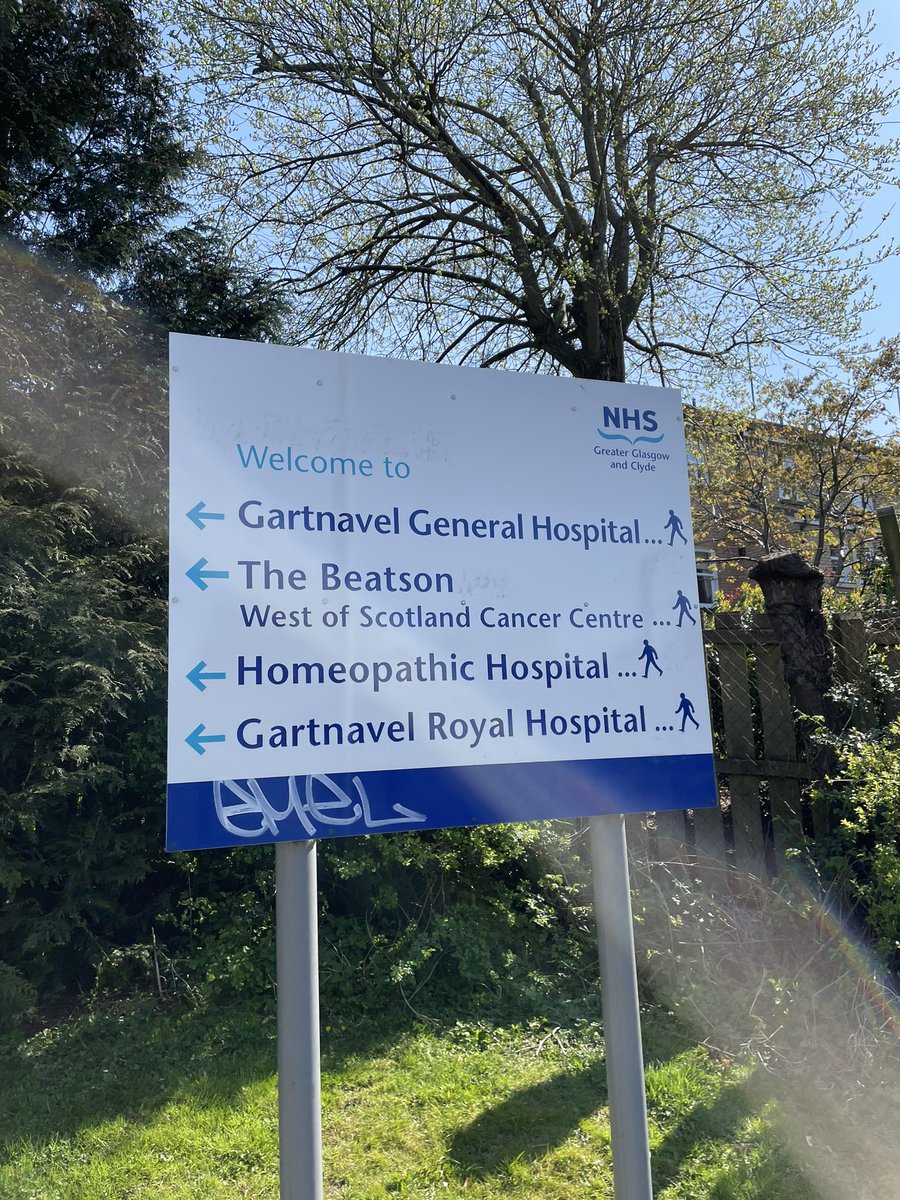 NHS
Greater Glasgow
and Clyde
Welcome to
← Gartnavel General Hospital...
← The Beatson
West of Scotland Cancer Centre ...
← Homeopathic Hospital ...
← Gartnavel Royal Hospital ...